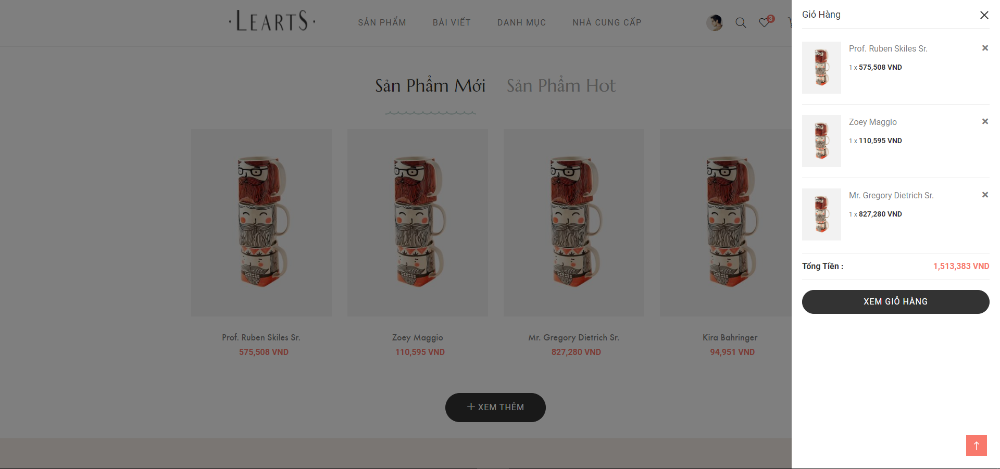 ·LEARTS·
SẢN PHẨM
BÀI VIẾT
DANH MỤC
NHÀ CUNG CẤP
3
Sản Phẩm Mới
Sản Phẩm Hot
Prof. Ruben Skiles Sr.
575,508 VND
Zoey Maggio
110,595 VND
Mr. Gregory Dietrich Sr.
827,280 VND
Kira Bahringer
94,951 VND
XEM THÊM
Giỏ Hàng
Prof. Ruben Skiles Sr.
1 x 575,508 VND
Zoey Maggio
1 x 110,595 VND
Mr. Gregory Dietrich Sr.
1 x 827,280 VND
Tổng Tiền : 1,513,383 VND
XEM GIỎ HÀNG